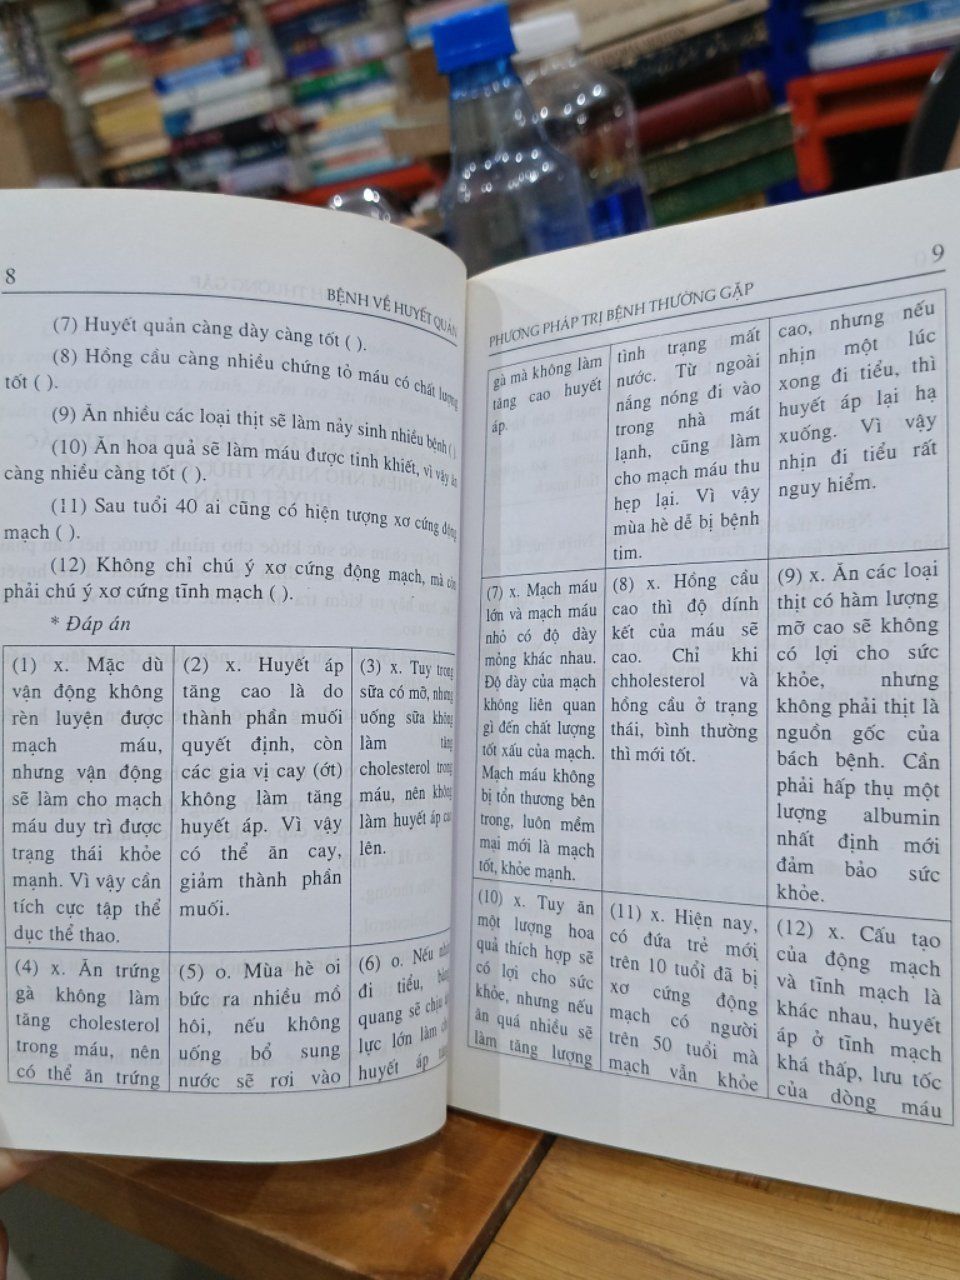 8
BỆNH VỀ HUYẾT QUẢN
(7) Huyết quản càng dày càng tốt ( ).
(8) Hồng cầu càng nhiều chứng tỏ máu có chất lượng
tốt ( ).
(9) Ăn nhiều các loại thịt sẽ làm nảy sinh nhiều bệnh ( )
(10) Ăn hoa quả sẽ làm máu được tinh khiết, vì vậy ăn
càng nhiều càng tốt ( ).
(11) Sau tuổi 40 ai cũng có hiện tượng xơ cứng động
mạch ( ).
(12) Không chỉ chú ý xơ cứng động mạch, mà còn
phải chú ý xơ cứng tĩnh mạch ( ).
* Đáp án
(1) x. Mặc dù
vận động không
rèn luyện được
mạch máu,
nhưng vận động
sẽ làm cho mạch
máu duy trì được
trạng thái khỏe
mạnh. Vì vậy cần
tích cực tập thể
dục thể thao.
(2) x. Huyết áp
tăng cao là do
thành phần muối
quyết định, còn
các gia vị cay (ớt)
không làm tăng
huyết áp. Vì vậy
có thể ăn cay,
giảm thành phần
muối.
(3) x. Tuy trong
sữa có mỡ, nhưng
uống sữa không
làm tăng
cholesterol trong
máu, nên không
làm huyết áp cao
lên.
(4) x. Ăn trứng
gà không làm
tăng cholesterol
trong máu, nên
có thể ăn trứng
(5) o. Mùa hè oi
bức ra nhiều mồ
hôi, nếu không
uống bổ sung
nước sẽ rơi vào
(6) o. Nếu nhịn
đi tiểu, bàng
quang sẽ chịu áp
lực lớn làm cho
huyết áp tăng
9
PHƯƠNG PHÁP TRỊ BỆNH THƯỜNG GẶP
gà mà không làm
tăng cao huyết
áp.
tình trạng mất
nước. Từ ngoài
nắng nóng đi vào
trong nhà mát
lạnh, cũng làm
cho mạch máu thu
hẹp lại. Vì vậy
mùa hè dễ bị bệnh
tim.
cao, nhưng nếu
nhịn một lúc
xong đi tiểu, thì
huyết áp lại hạ
xuống. Vì vậy
nhịn đi tiểu rất
nguy hiểm.
(7) x. Mạch máu
lớn và mạch máu
nhỏ có độ dày
mỏng khác nhau.
Độ dày của mạch
không liên quan
gì đến chất lượng
tốt xấu của mạch.
Mạch máu không
bị tổn thương bên
trong, luôn mềm
mại mới là mạch
tốt, khỏe mạnh.
(8) x. Hồng cầu
cao thì độ dính
kết của máu sẽ
cao. Chỉ khi
chholesterol và
hồng cầu ở trạng
thái, bình thường
thì mới tốt.
(9) x. Ăn các loại
thịt có hàm lượng
mỡ cao sẽ không
có lợi cho sức
khỏe, nhưng
không phải thịt là
nguồn gốc của
bách bệnh. Cần
phải hấp thụ một
lượng albumin
nhất định mới
đảm bảo sức
khỏe.
(10) x. Tuy ăn
một lượng hoa
quả thích hợp sẽ
có lợi cho sức
khỏe, nhưng nếu
ăn quá nhiều sẽ
làm tăng lượng
(11) x. Hiện nay,
có đứa trẻ mới
trên 10 tuổi đã bị
xơ cứng động
mạch có người
trên 50 tuổi mà
mạch vẫn khỏe
(12) x. Cấu tạo
của động mạch
và tĩnh mạch là
khác nhau, huyết
áp ở tĩnh mạch
khá thấp, lưu tốc
của dòng máu